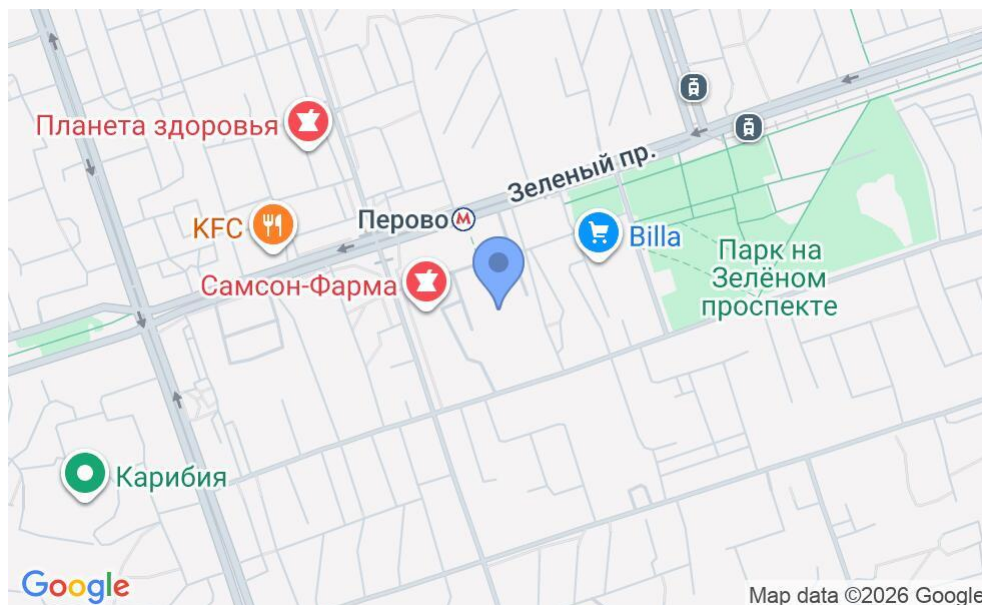 Планета здоровья
Зеленый пр.
KFC
Перово
М
Billa
Самсон-Фарма
Парк на
Зелёном
проспекте
Карибия
Google
Map data ©2026 Google